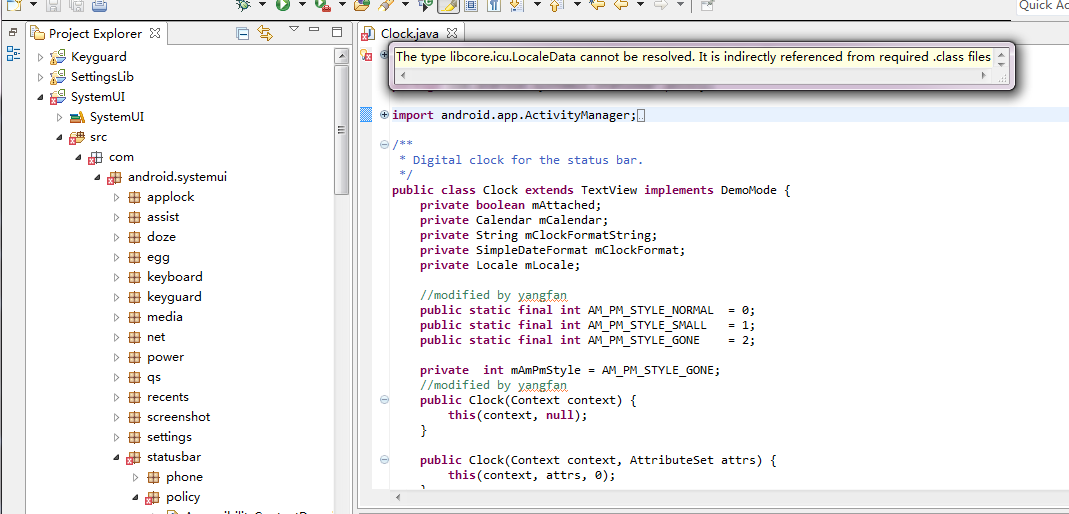 Quick Ac
Project Explorer
Keyguard
SettingsLib
SystemUI
SystemUI
src
com
android.systemui
applock
assist
doze
egg
keyboard
keyguard
media
net
power
qs
recents
screenshot
settings
statusbar
phone
policy
Clock.java
The type libcore.icu.LocaleData cannot be resolved. It is indirectly referenced from required .class files
import android.app.ActivityManager;
/**
* Digital clock for the status bar.
*/
public class Clock extends TextView implements DemoMode {
private boolean mAttached;
private Calendar mCalendar;
private String mClockFormatString;
private SimpleDateFormat mClockFormat;
private Locale mLocale;
//modified by yangfan
public static final int AM_PM_STYLE_NORMAL  = 0;
public static final int AM_PM_STYLE_SMALL   = 1;
public static final int AM_PM_STYLE_GONE    = 2;
private  int mAmPmStyle = AM_PM_STYLE_GONE;
//modified by yangfan
public Clock(Context context) {
this(context, null);
}
public Clock(Context context, AttributeSet attrs) {
this(context, attrs, 0);